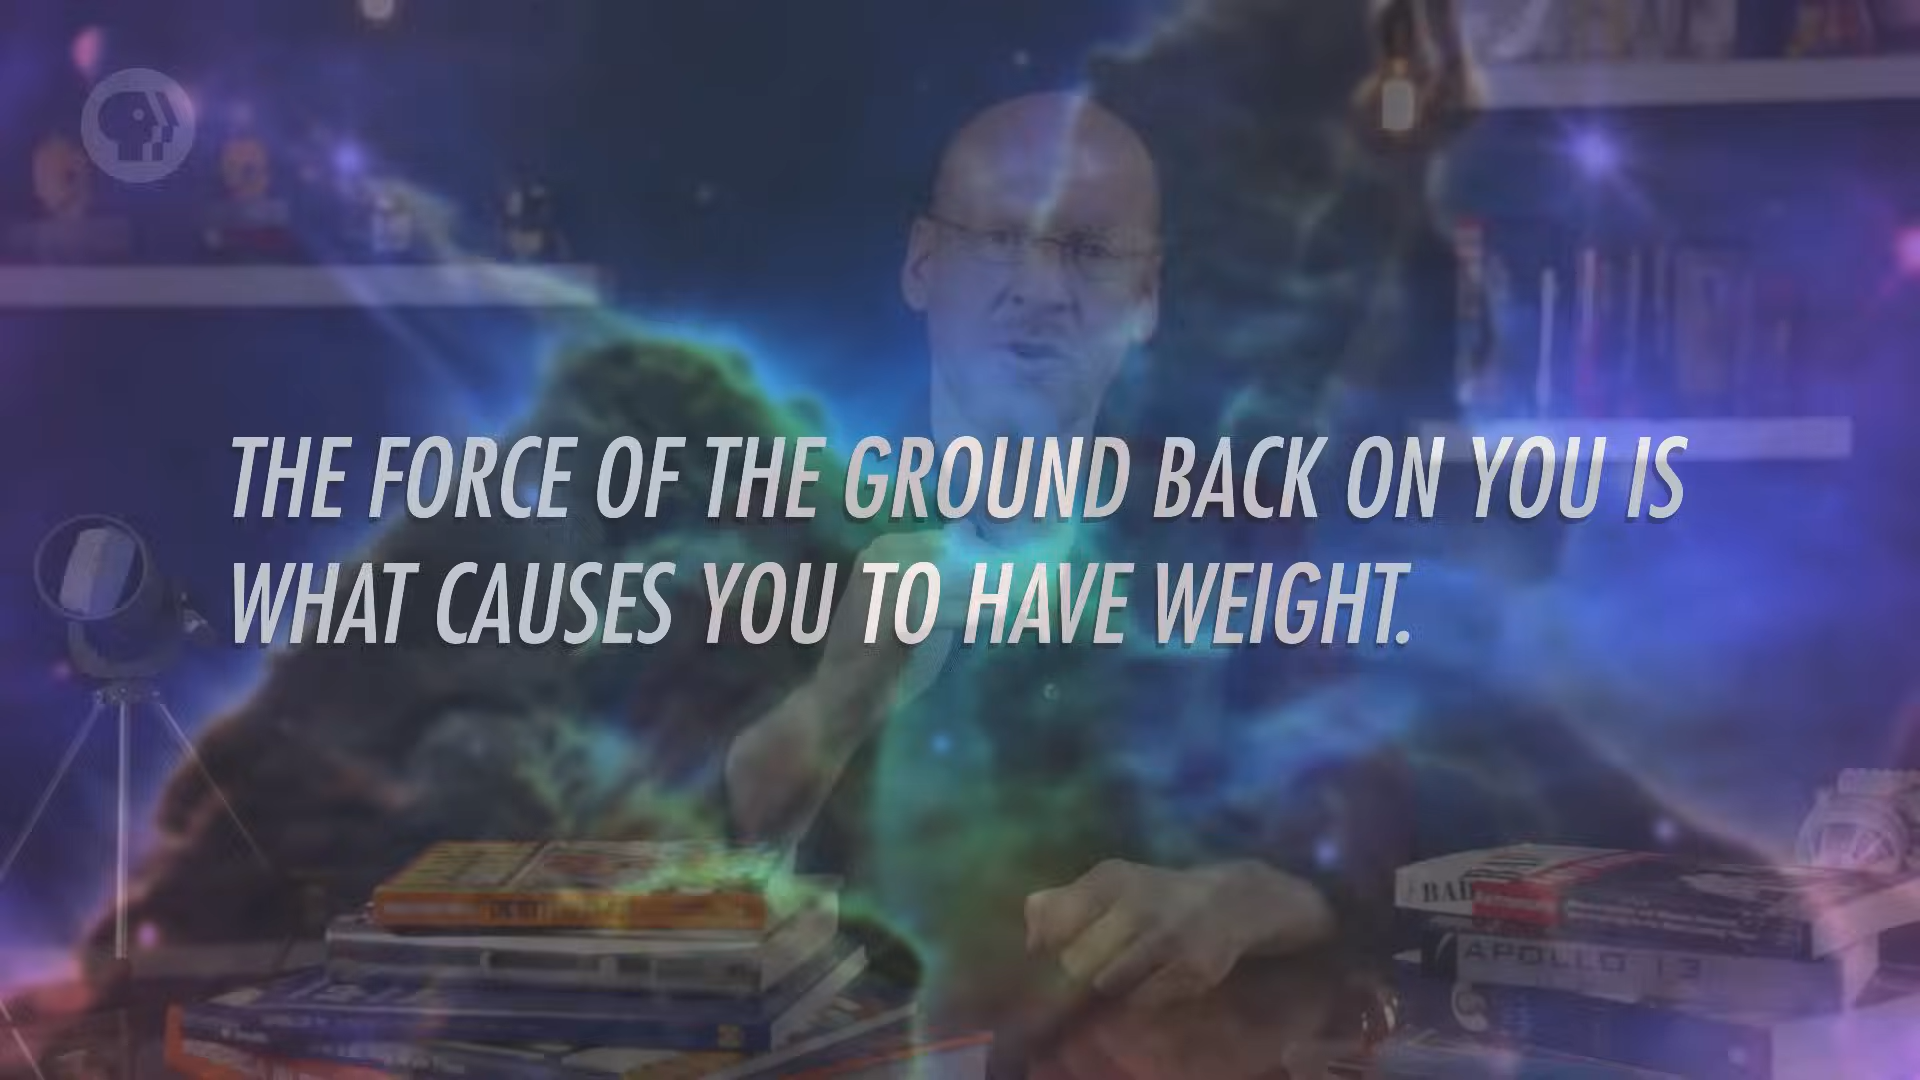 THE FORCE OF THE GROUND BACK ON YOU IS
WHAT CAUSES YOU TO HAVE WEIGHT.
BAD
APOLLO 13